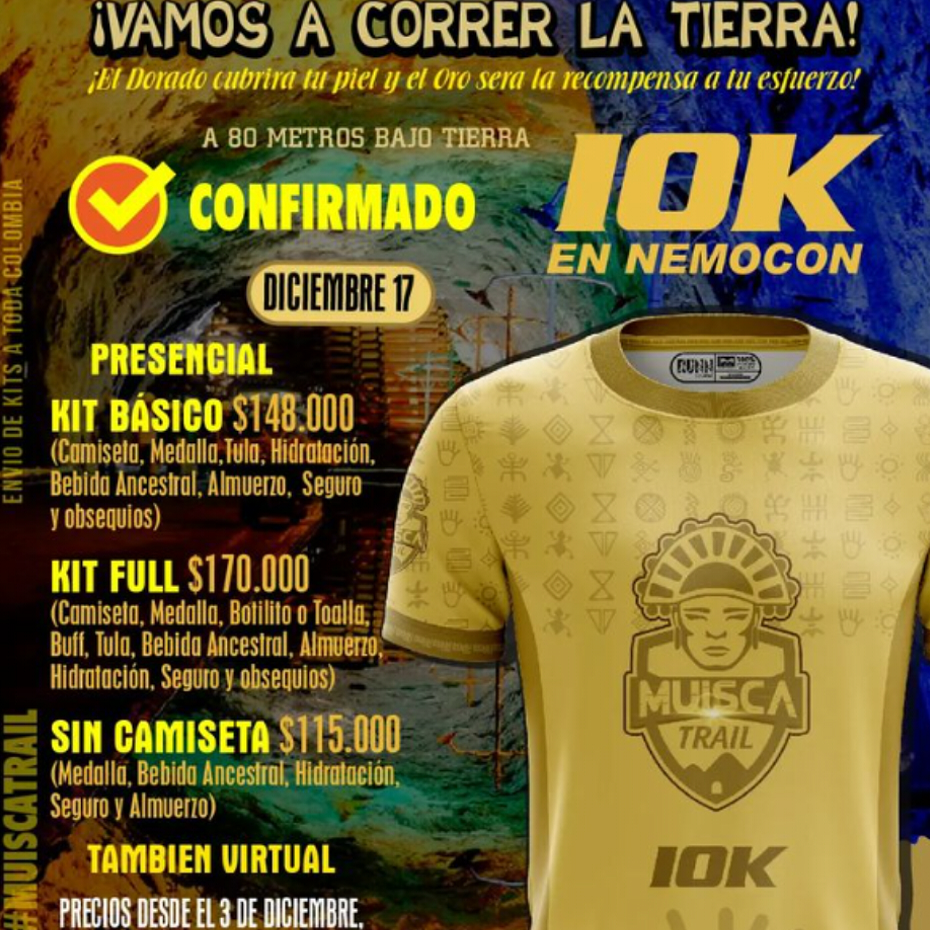 ¡VAMOS A CORRER LA TIERRA!
¡El Dorado cubrira tu piel y el Oro sera la recompensa a tu esfuerzo!
A 80 METROS BAJO TIERRA
CONFIRMADO
10K
EN NEMOCON
DICIEMBRE 17
PRESENCIAL
KIT BÁSICO $148.000
(Camiseta, Medalla,Tula, Hidratación,
Bebida Ancestral, Almuerzo, Seguro
y obsequios)
KIT FULL $170.000
(Camiseta, Medalla, Botilito o Toalla,
Buff, Tula, Bebida Ancestral, Almuerzo,
Hidratación, Seguro y obsequios)
SIN CAMISETA $115.000
(Medalla, Bebida Ancestral, Hidratación,
Seguro y Almuerzo)
TAMBIEN VIRTUAL
PRECIOS DESDE EL 3 DE DICIEMBRE,
ENVIO DE KITS A TODA COLOMBIA
#MUISCATRAIL
RUNN
MUISCA
TRAIL
10K